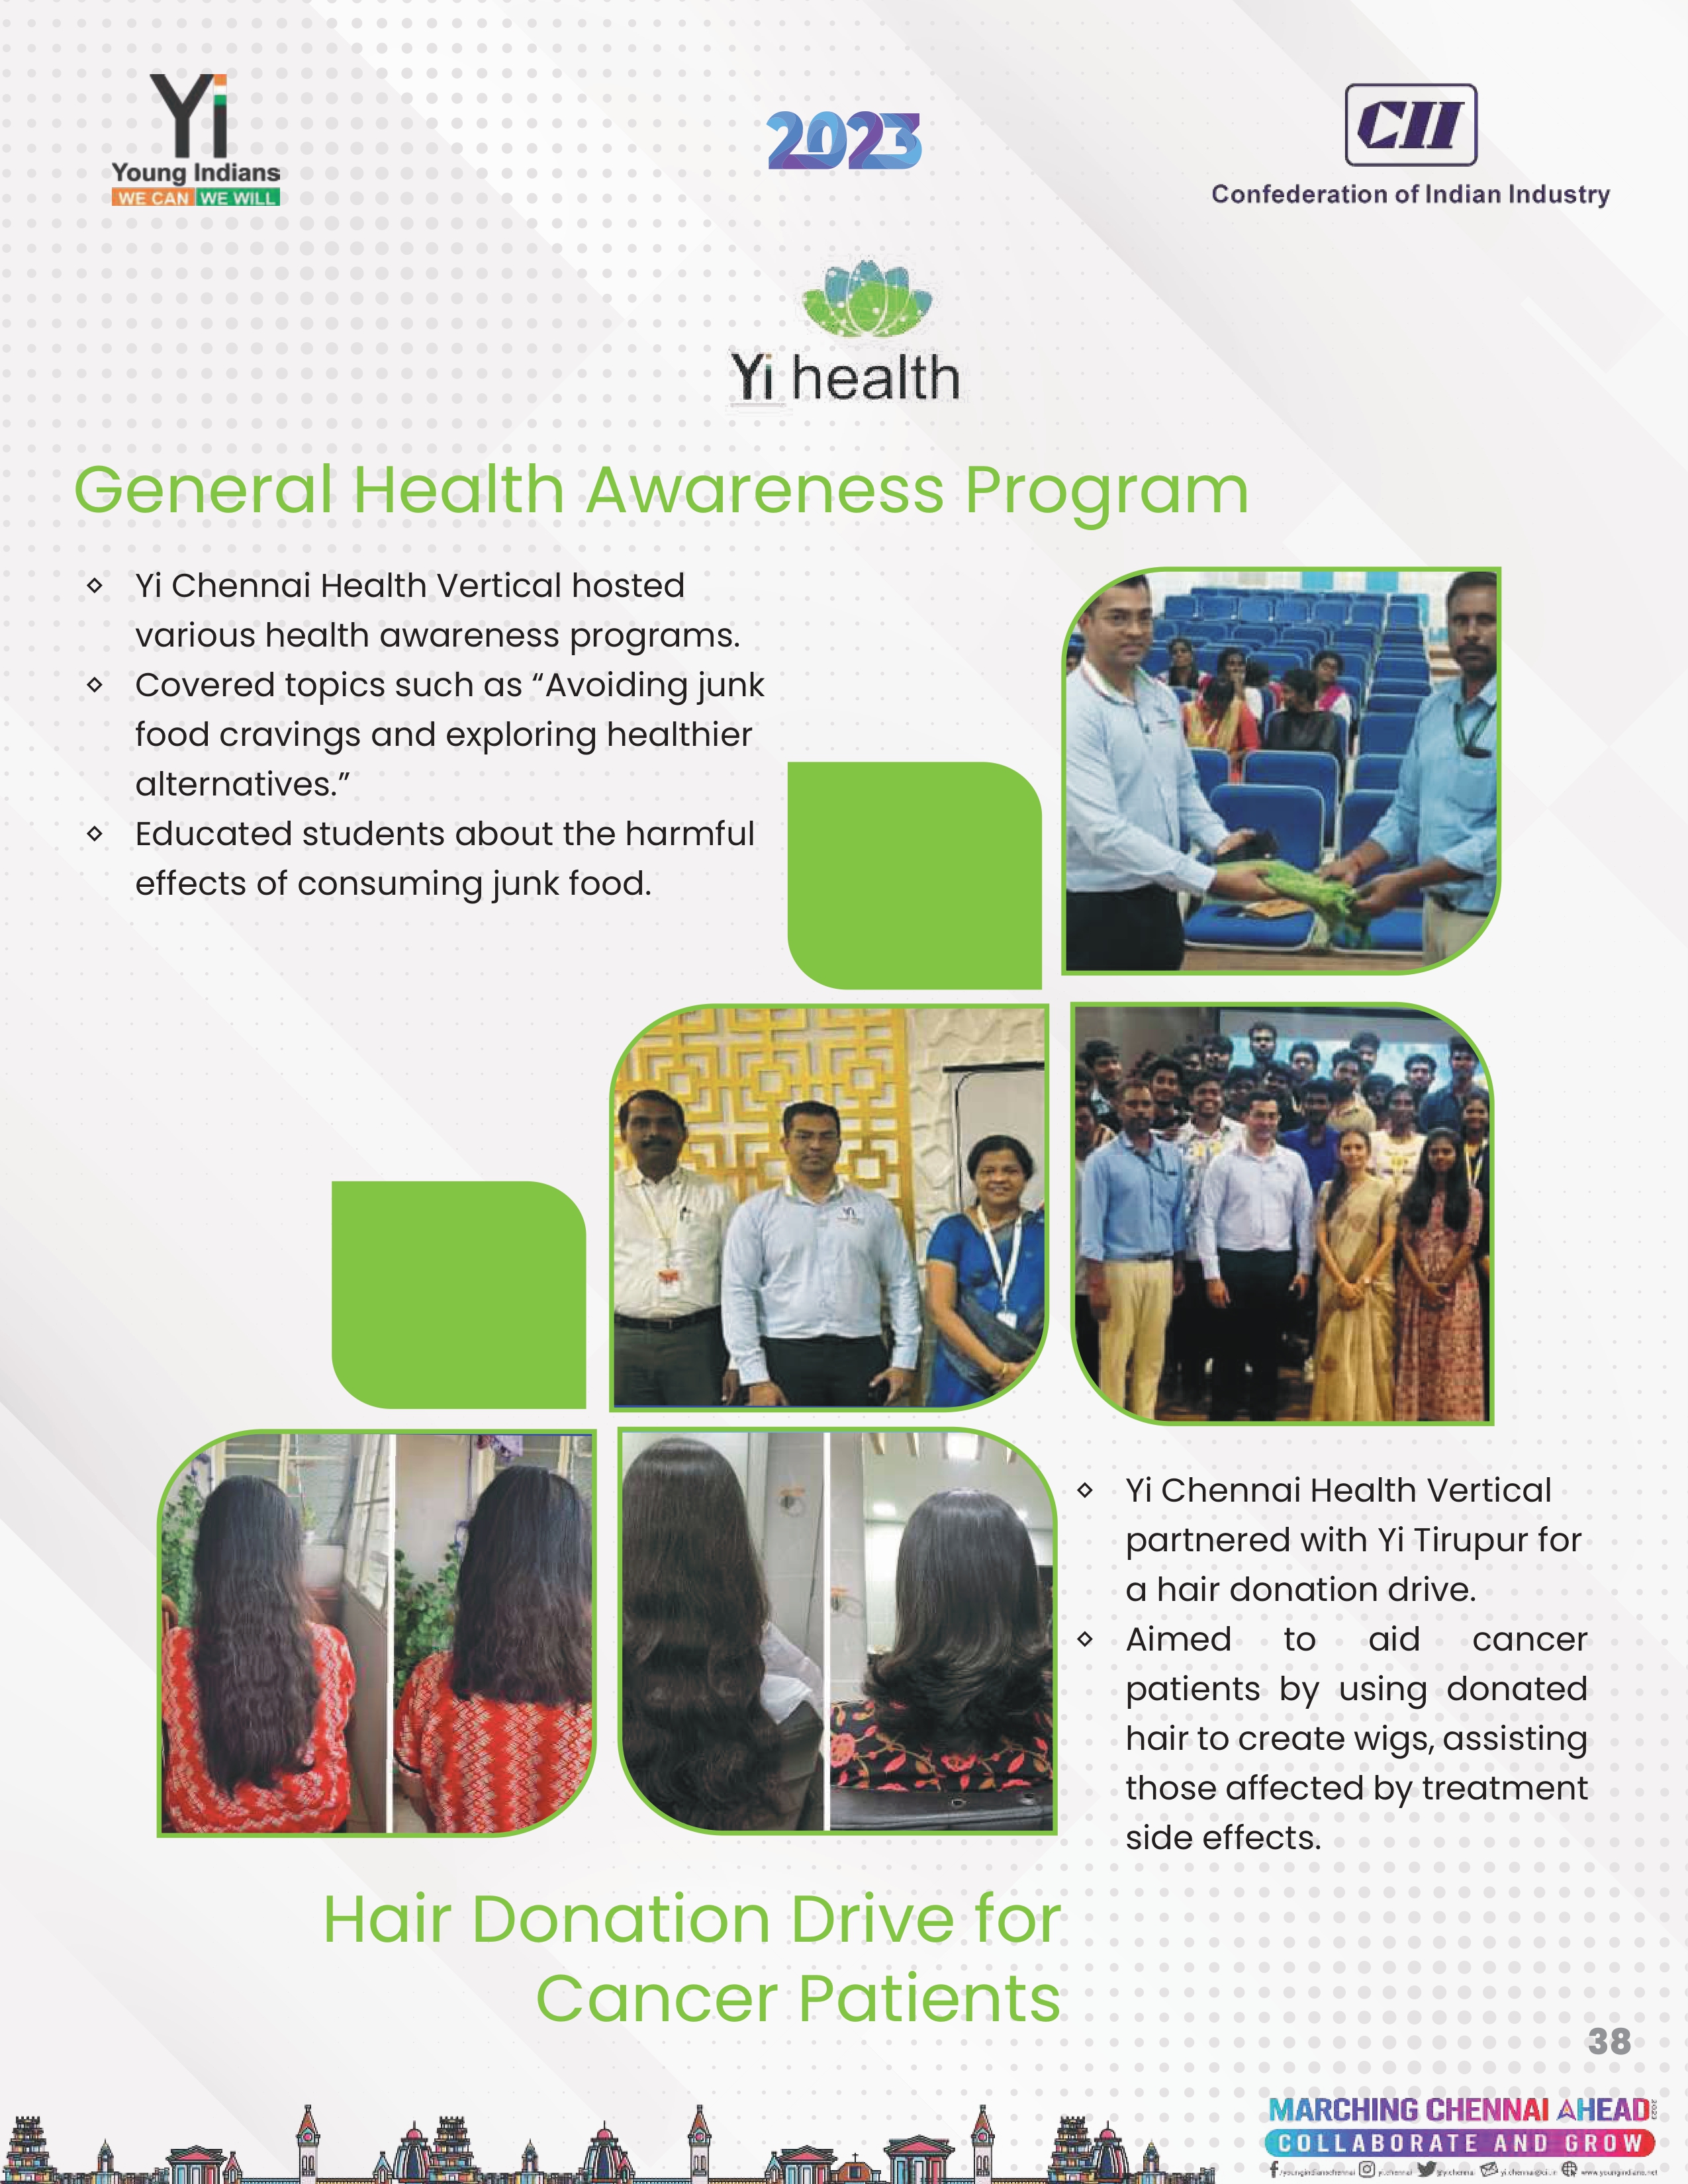 Yi
Young Indians
WE CAN WE WILL
2023
CII
Confederation of Indian Industry
Yi health
General Health Awareness Program
Yi Chennai Health Vertical hosted
various health awareness programs.
Covered topics such as “Avoiding junk
food cravings and exploring healthier
alternatives.”
Educated students about the harmful
effects of consuming junk food.
Yi Chennai Health Vertical
partnered with Yi Tirupur for
a hair donation drive.
Aimed to aid cancer
patients by using donated
hair to create wigs, assisting
those affected by treatment
side effects.
Hair Donation Drive for
Cancer Patients
38
MARCHING CHENNAI AHEAD 2023
COLLABORATE AND GROW
www.youngindians.net